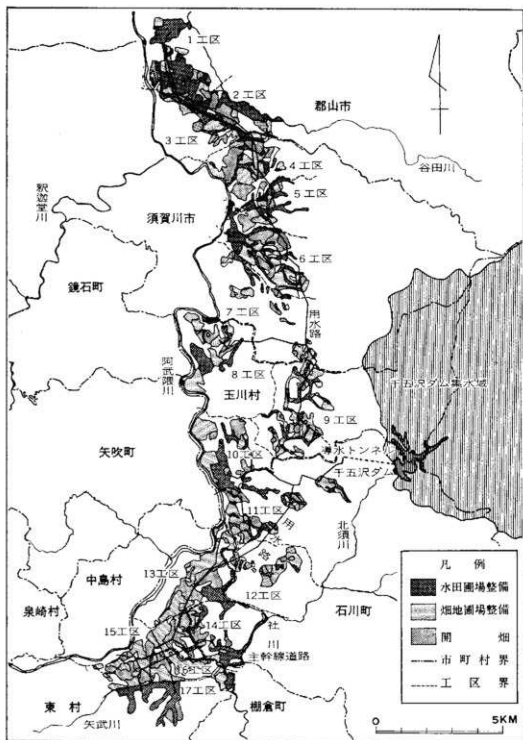 1工区
2工区
郡山市
3工区
谷田川
4工区
釈迦堂川
5工区
須賀川市
6工区
鏡石町
用水路
7工区
阿武隈川
8工区
千五沢ダム集水域
玉川村
9工区
矢吹町
10工区
導水トンネル
千五沢ダム
11工区
用水路
北須川
13工区
中島村
12工区
泉崎村
石川町
15工区
14工区
社川
主幹線道路
16工区
17工区
東村
矢武川
棚倉町
凡例
水田圃場整備
畑地圃場整備
開畑
市町村界
工区界
0 5KM